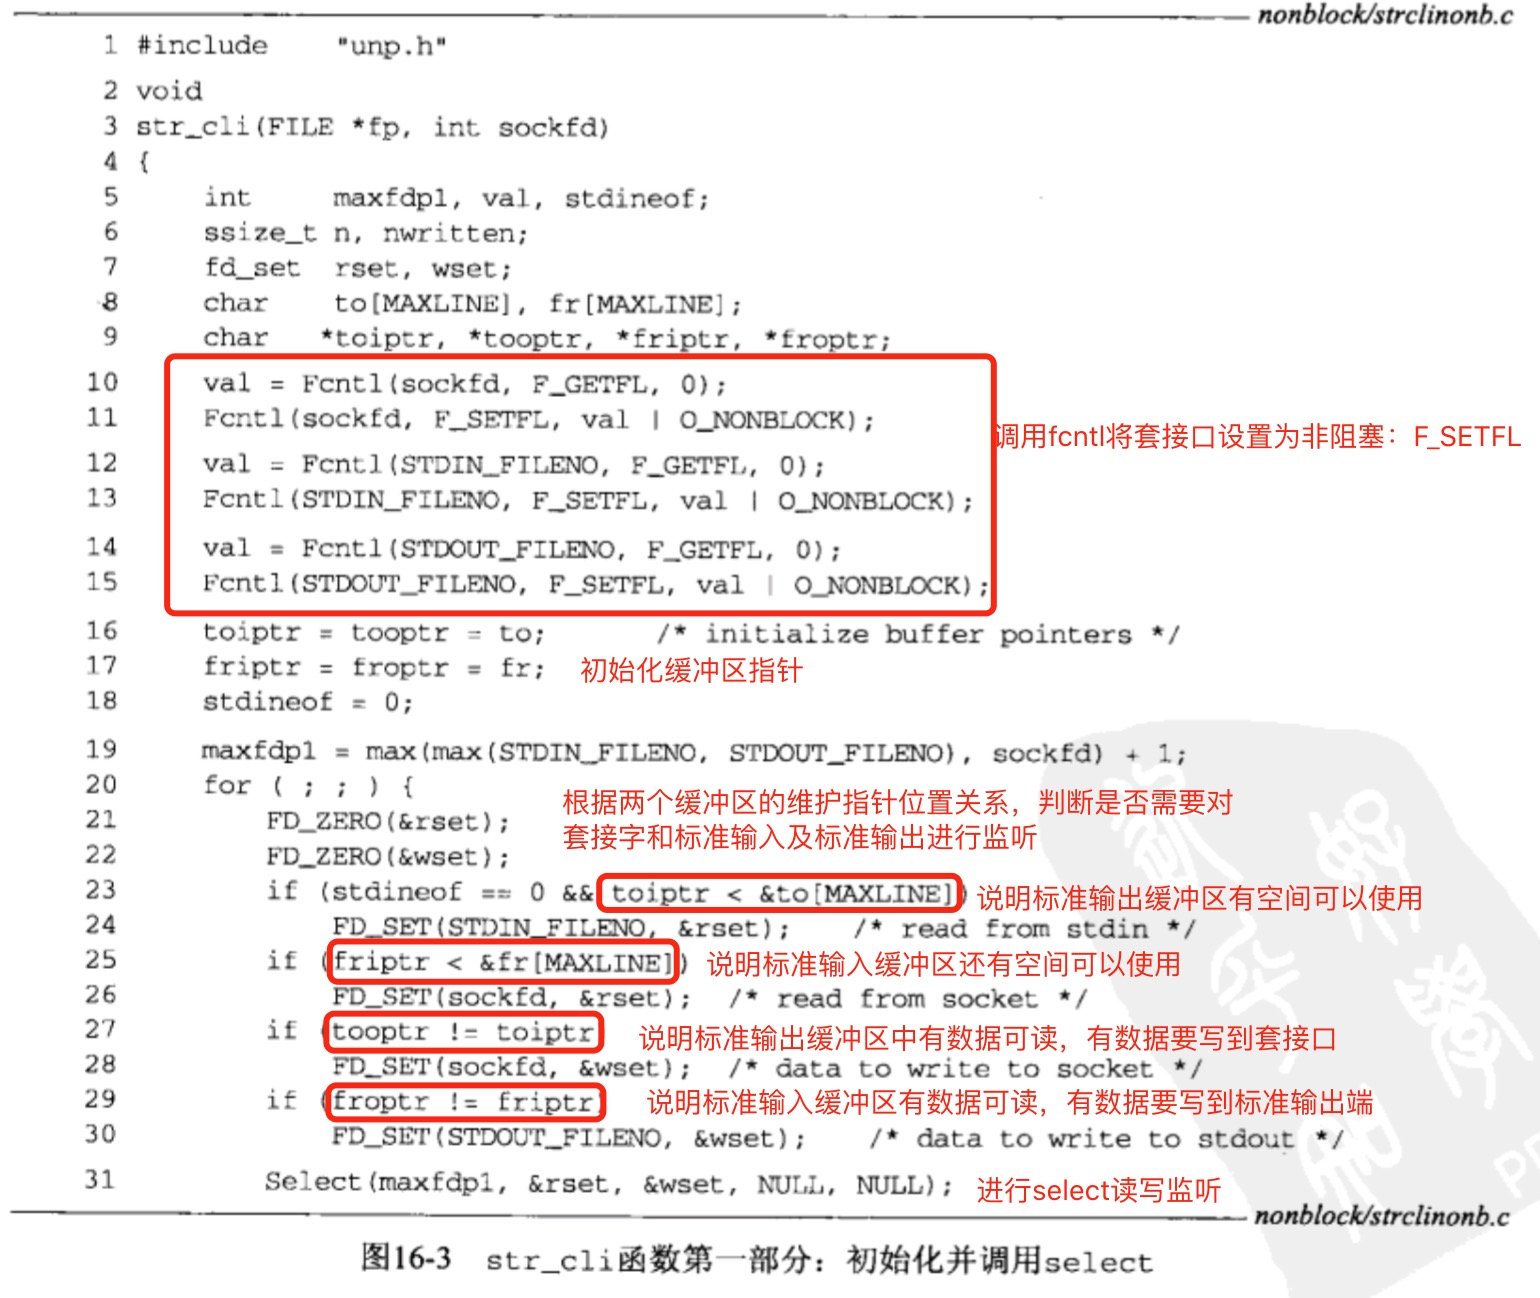 nonblock/strclinonb.c
1 #include "unp.h"
2 void
3 str_cli(FILE *fp, int sockfd)
4 {
5 int maxfdp1, val, stdineof;
6 ssize_t n, nwritten;
7 fd_set rset, wset;
8 char to[MAXLINE], fr[MAXLINE];
9 char *toiptr, *tooptr, *friptr, *froptr;
10 val = Fcntl(sockfd, F_GETFL, 0);
11 Fcntl(sockfd, F_SETFL, val | O_NONBLOCK);
调用fcntl将套接口设置为非阻塞：F_SETFL
12 val = Fcntl(STDIN_FILENO, F_GETFL, 0);
13 Fcntl(STDIN_FILENO, F_SETFL, val | O_NONBLOCK);
14 val = Fcntl(STDOUT_FILENO, F_GETFL, 0);
15 Fcntl(STDOUT_FILENO, F_SETFL, val | O_NONBLOCK);
16 toiptr = tooptr = to; /* initialize buffer pointers */
17 friptr = froptr = fr; 初始化缓冲区指针
18 stdineof = 0;
19 maxfdp1 = max(max(STDIN_FILENO, STDOUT_FILENO), sockfd) + 1;
20 for ( ; ; ) {
根据两个缓冲区的维护指针位置关系，判断是否需要对
21 FD_ZERO(&rset);
套接字和标准输入及标准输出进行监听
22 FD_ZERO(&wset);
23 if (stdineof == 0 && toiptr < &to[MAXLINE]) 说明标准输出缓冲区有空间可以使用
24 FD_SET(STDIN_FILENO, &rset); /* read from stdin */
25 if (friptr < &fr[MAXLINE]) 说明标准输入缓冲区还有空间可以使用
26 FD_SET(sockfd, &rset); /* read from socket */
27 if (tooptr != toiptr) 说明标准输出缓冲区中有数据可读，有数据要写到套接口
28 FD_SET(sockfd, &wset); /* data to write to socket */
29 if (froptr != friptr) 说明标准输入缓冲区有数据可读，有数据要写到标准输出端
30 FD_SET(STDOUT_FILENO, &wset); /* data to write to stdout */
31 Select(maxfdp1, &rset, &wset, NULL, NULL); 进行select读写监听
nonblock/strclinonb.c
图16-3 str_cli函数第一部分：初始化并调用select